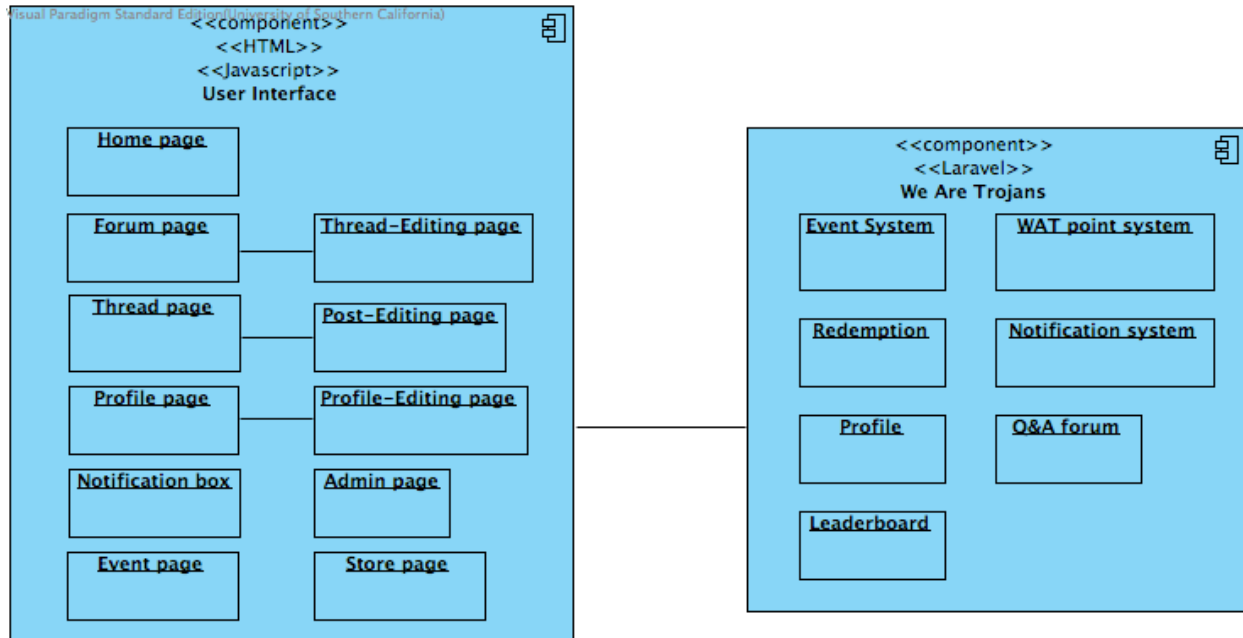 Visual Paradigm Standard Edition(University of Southern California)
<<component>>
<<HTML>>
<<Javascript>>
User Interface
Home page
Forum page
Thread-Editing page
Thread page
Post-Editing page
Profile page
Profile-Editing page
Notification box
Admin page
Event page
Store page
<<component>>
<<Laravel>>
We Are Trojans
Event System
WAT point system
Redemption
Notification system
Profile
Q&A forum
Leaderboard